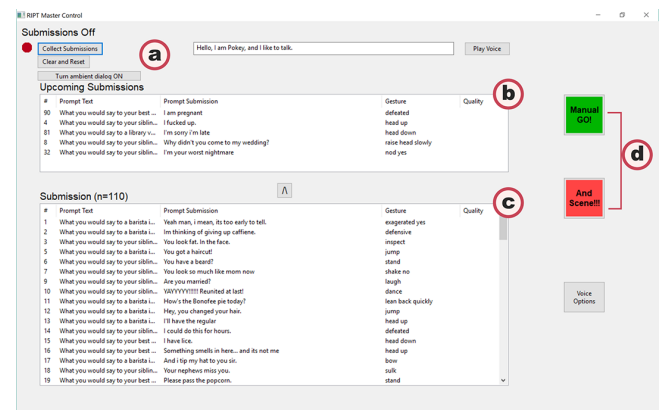 RIPT Master Control
Submissions Off
Collect Submissions
Hello, I am Pokey, and I like to talk.
Play Voice
Clear and Reset
a
Turn ambient dialog ON
Upcoming Submissions
b
# Prompt Text Prompt Submission Gesture Quality
90 What you would say to your best ... I am pregnant defeated
4 What you would say to your siblin... I fucked up. head up
81 What you would say to a library v... I'm sorry i'm late head down
8 What you would say to your siblin... Why didn't you come to my wedding? raise head slowly
32 What you would say to your siblin... I'm your worst nightmare nod yes
Manual GO!
d
And Scene!!!
/\
Submission (n=110)
c
# Prompt Text Prompt Submission Gesture Quality
1 What you would say to a barista i... Yeah man, i mean, its too early to tell. exagerated yes
2 What you would say to a barista i... Im thinking of giving up caffiene. defensive
3 What you would say to your siblin... You look fat. In the face. inspect
5 What you would say to a barista i... You got a haircut! jump
6 What you would say to your siblin... You have a beard? stand
7 What you would say to your siblin... You look so much like mom now shake no
9 What you would say to your siblin... Are you married? laugh
10 What you would say to your siblin... YAYYYYY!!!!! Reunited at last! dance
11 What you would say to a barista i... How's the Bonofee pie today? lean back quickly
12 What you would say to a barista i... Hey, you changed your hair. jump
13 What you would say to a barista i... I'll have the regular head up
14 What you would say to your siblin... I could do this for hours. defeated
15 What you would say to your best ... I have lice. head down
16 What you would say to your best ... Something smells in here... and its not me head up
17 What you would say to a barista i... And i tip my hat to you sir. bow
18 What you would say to your siblin... Your nephews miss you. sulk
19 What you would say to your best ... Please pass the popcorn. stand
Voice Options